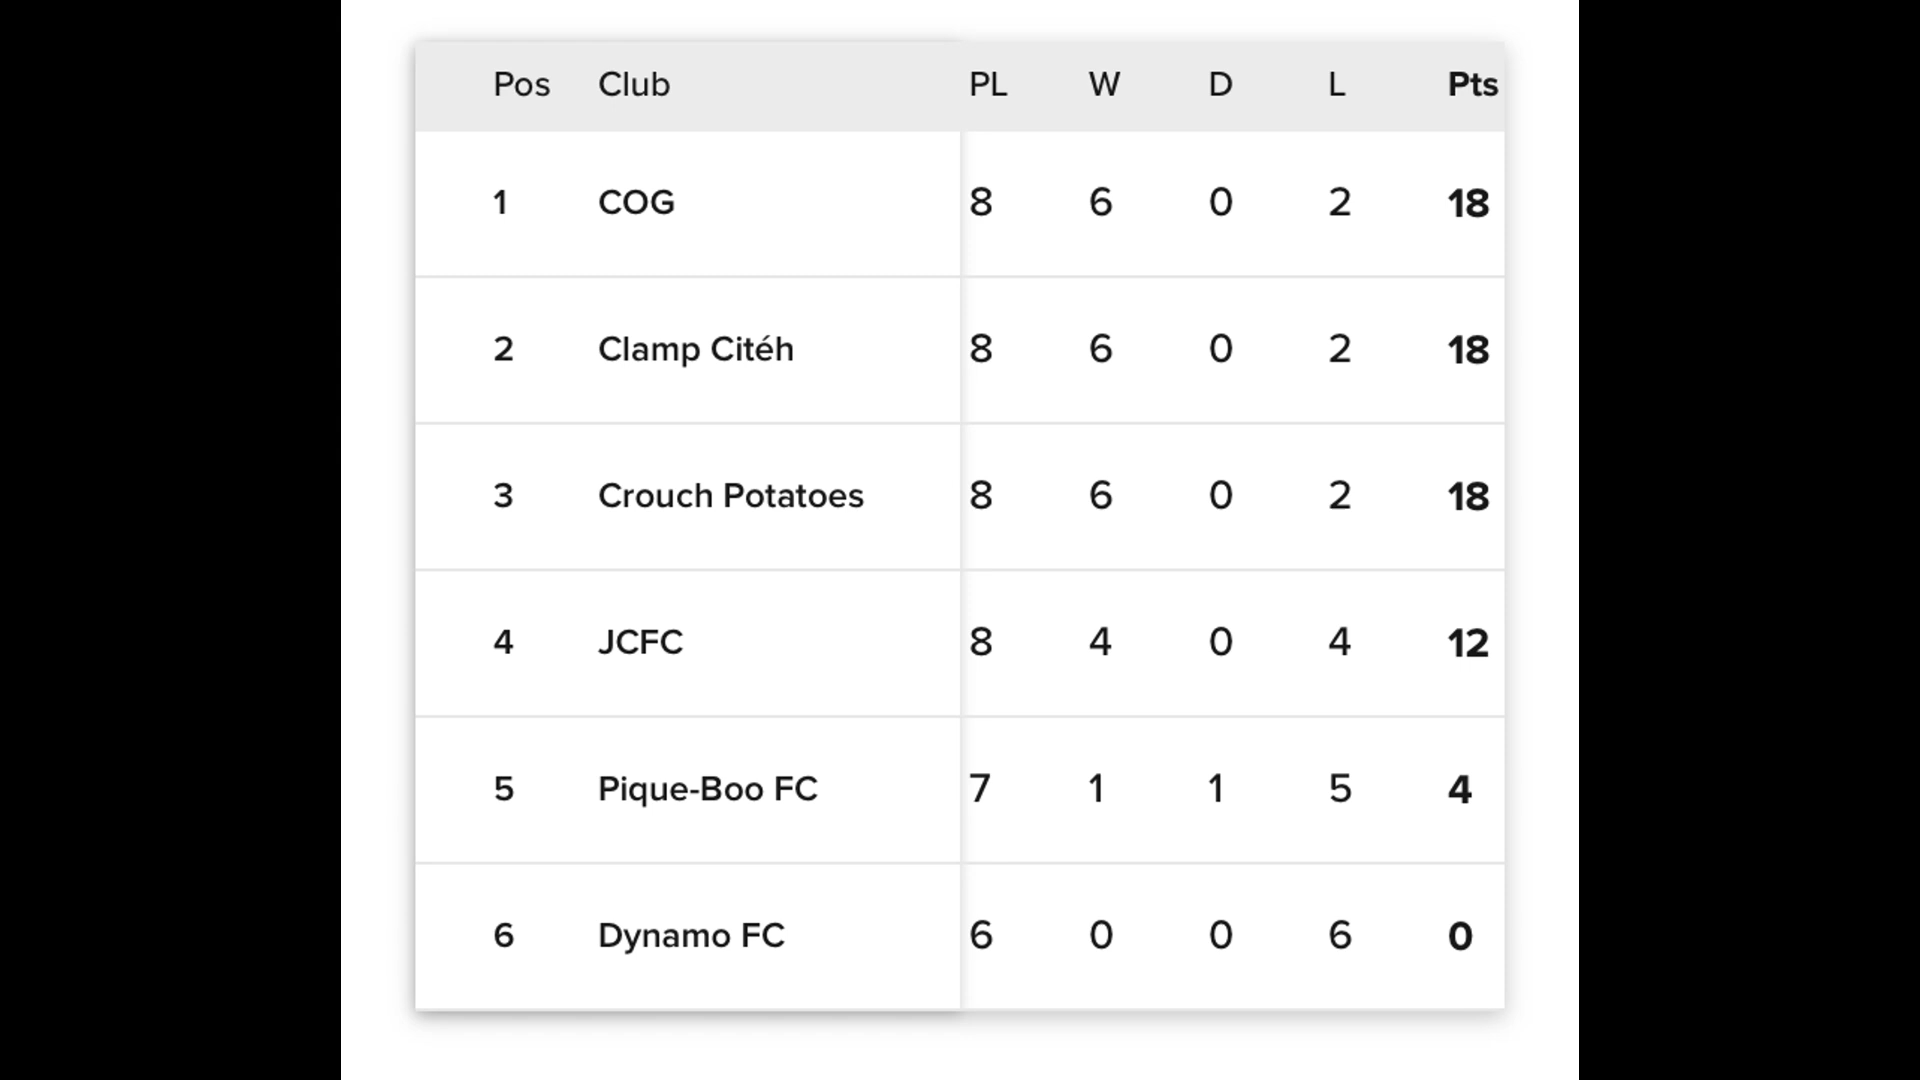 Pos Club PL W D L Pts
1 COG 8 6 0 2 18
2 Clamp Citéh 8 6 0 2 18
3 Crouch Potatoes 8 6 0 2 18
4 JCFC 8 4 0 4 12
5 Pique-Boo FC 7 1 1 5 4
6 Dynamo FC 6 0 0 6 0